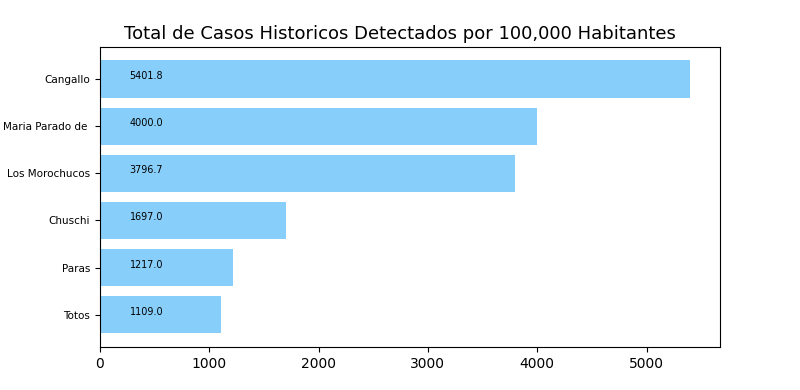 Total de Casos Historicos Detectados por 100,000 Habitantes
Cangallo 5401.8
Maria Parado de 4000.0
Los Morochucos 3796.7
Chuschi 1697.0
Paras 1217.0
Totos 1109.0
0 1000 2000 3000 4000 5000